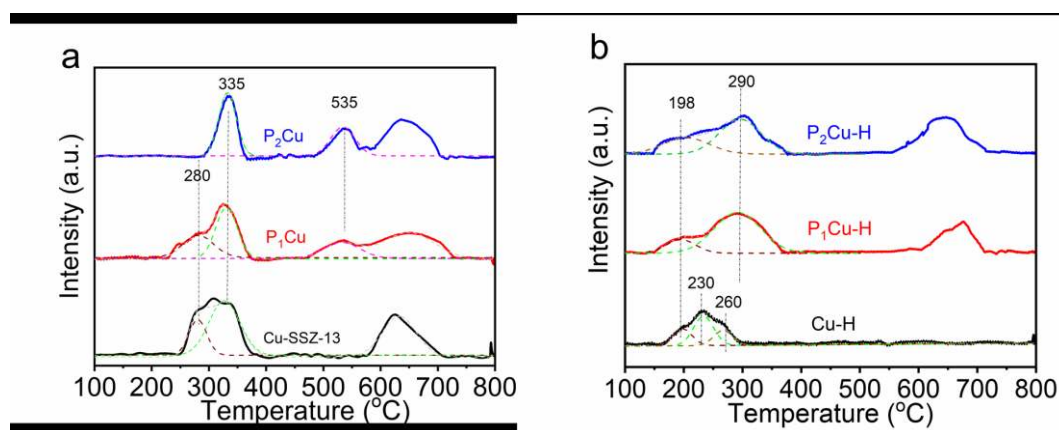 a
335
535
P₂Cu
280
P₁Cu
Cu-SSZ-13
Intensity (a.u.)
100 200 300 400 500 600 700 800
Temperature (°C)
b
290
198
P₂Cu-H
P₁Cu-H
230
260
Cu-H
Intensity (a.u.)
100 200 300 400 500 600 700 800
Temperature (°C)